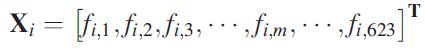 X_i = [f_{i,1}, f_{i,2}, f_{i,3}, ⋯, f_{i,m}, ⋯, f_{i,623}]^T